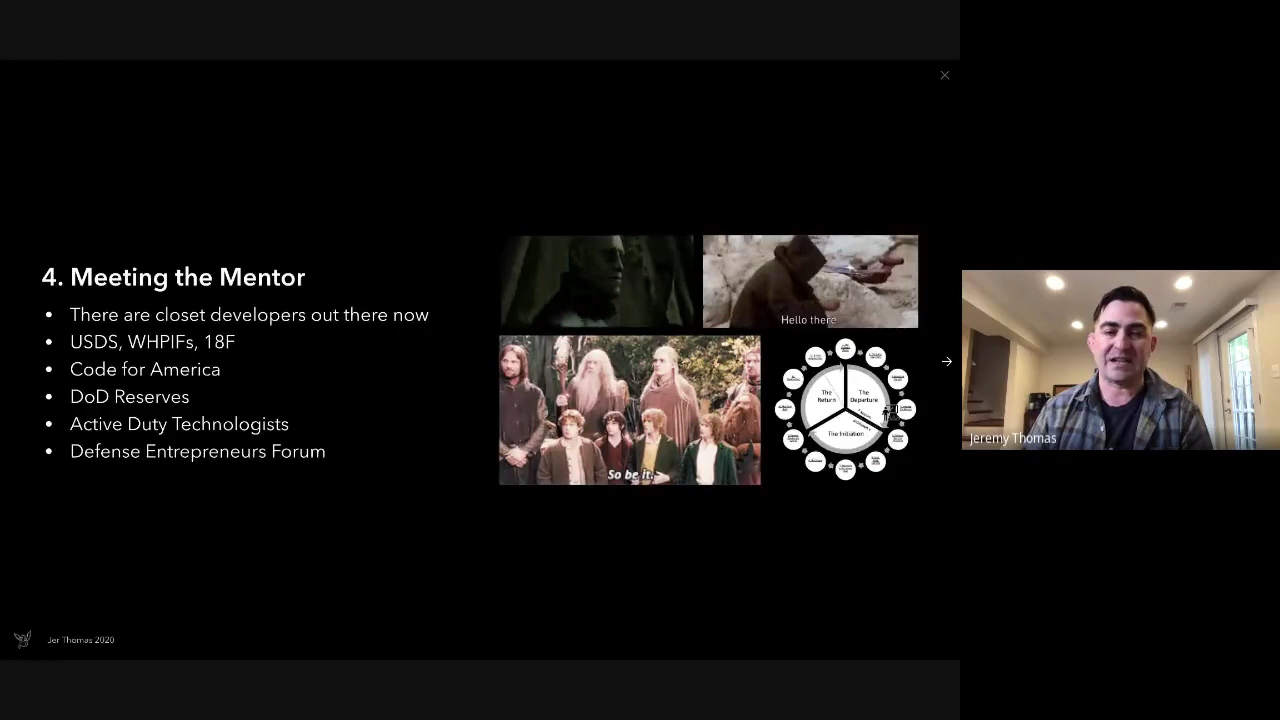 4. Meeting the Mentor
• There are closet developers out there now
• USDS, WHPIFs, 18F
• Code for America
• DoD Reserves
• Active Duty Technologists
• Defense Entrepreneurs Forum
Hello there
So be it.
The Return
The Departure
The Initiation
Jeremy Thomas
Jer Thomas 2020